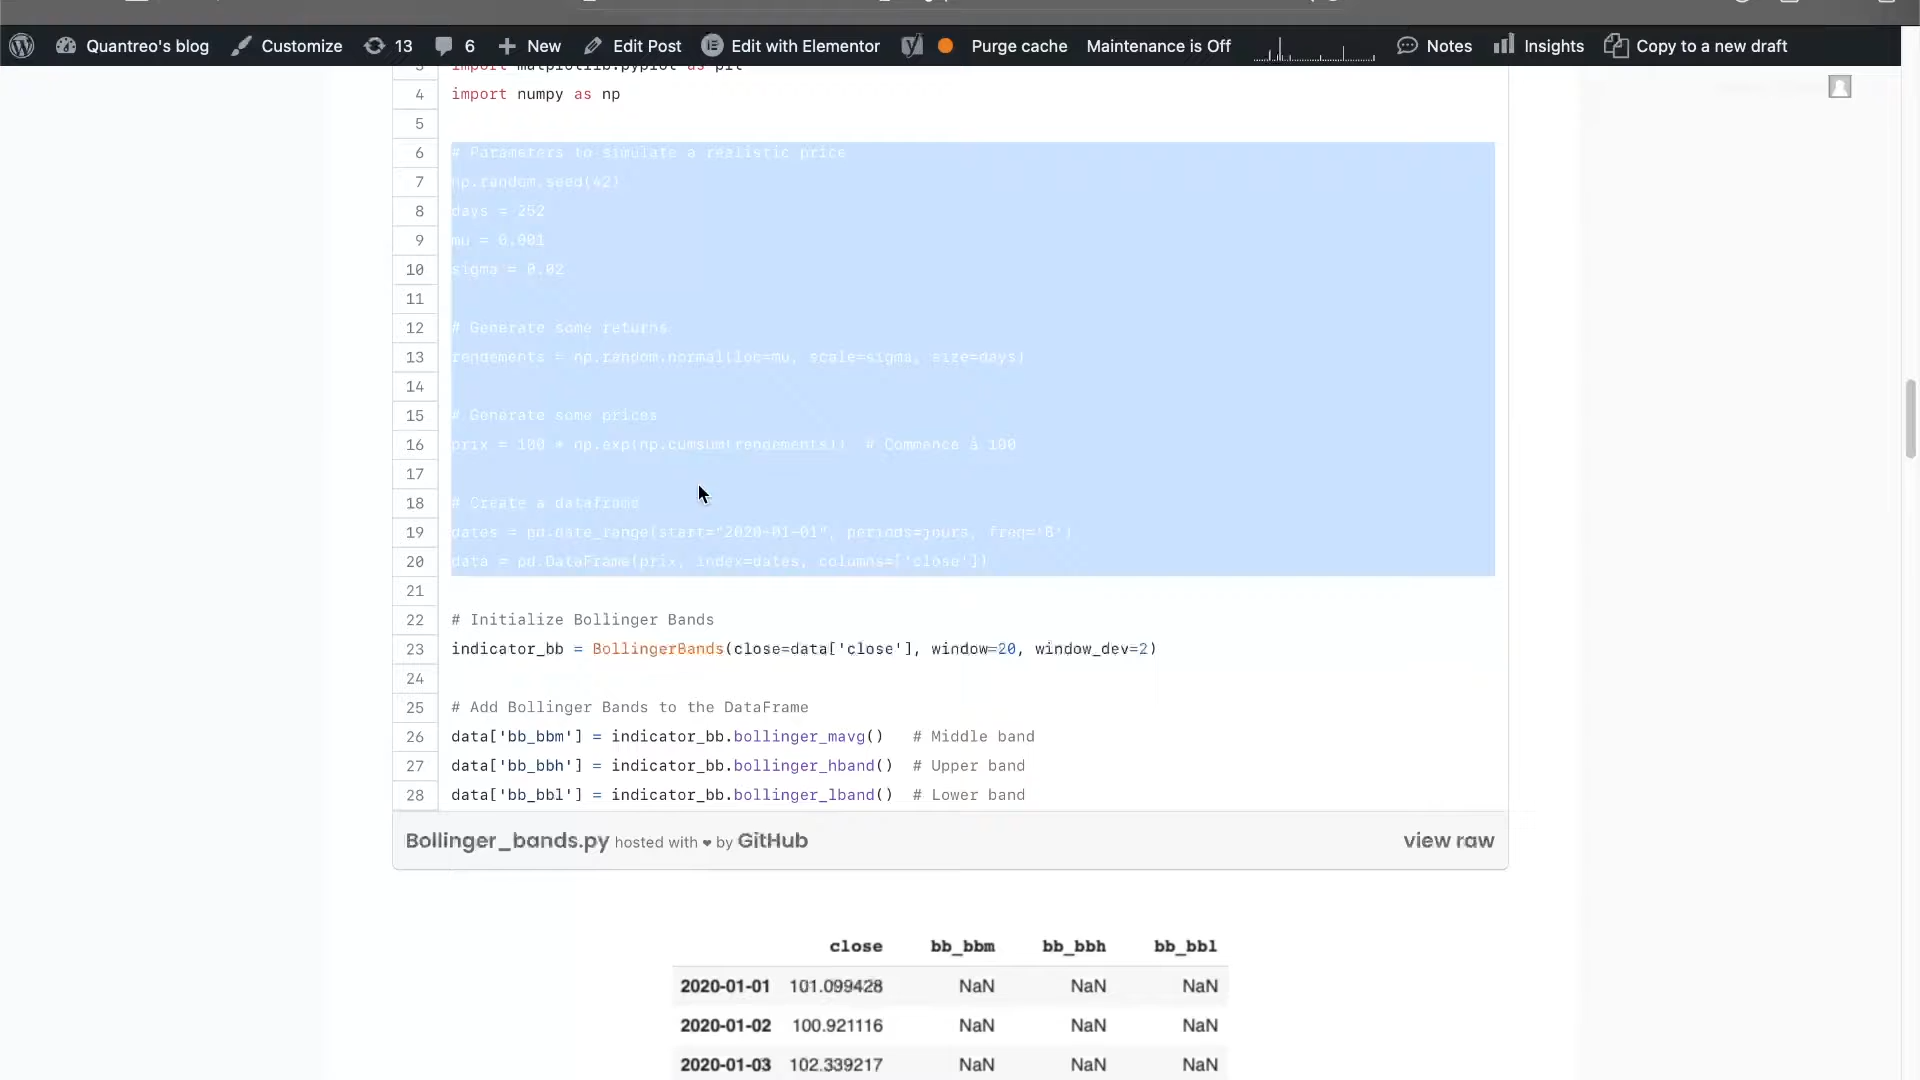 Quantreo's blog Customize 13 6 New Edit Post Edit with Elementor Purge cache Maintenance is Off Notes Insights Copy to a new draft
3 import matplotlib.pyplot as plt
4 import numpy as np
5
6 # Parameters to simulate a realistic price
7 np.random.seed(42)
8 days = 252
9 mu = 0.001
10 sigma = 0.02
11
12 # Generate some returns
13 rendements = np.random.normal(loc=mu, scale=sigma, size=days)
14
15 # Generate some prices
16 prix = 100 * np.exp(np.cumsum(rendements)) # Commence à 100
17
18 # Create a dataframe
19 dates = pd.date_range(start="2020-01-01", periods=jours, freq='B')
20 data = pd.DataFrame(prix, index=dates, columns=['close'])
21
22 # Initialize Bollinger Bands
23 indicator_bb = BollingerBands(close=data['close'], window=20, window_dev=2)
24
25 # Add Bollinger Bands to the DataFrame
26 data['bb_bbm'] = indicator_bb.bollinger_mavg() # Middle band
27 data['bb_bbh'] = indicator_bb.bollinger_hband() # Upper band
28 data['bb_bbl'] = indicator_bb.bollinger_lband() # Lower band
Bollinger_bands.py hosted with ❤ by GitHub view raw
close bb_bbm bb_bbh bb_bbl
2020-01-01 101.099428 NaN NaN NaN
2020-01-02 100.921116 NaN NaN NaN
2020-01-03 102.339217 NaN NaN NaN